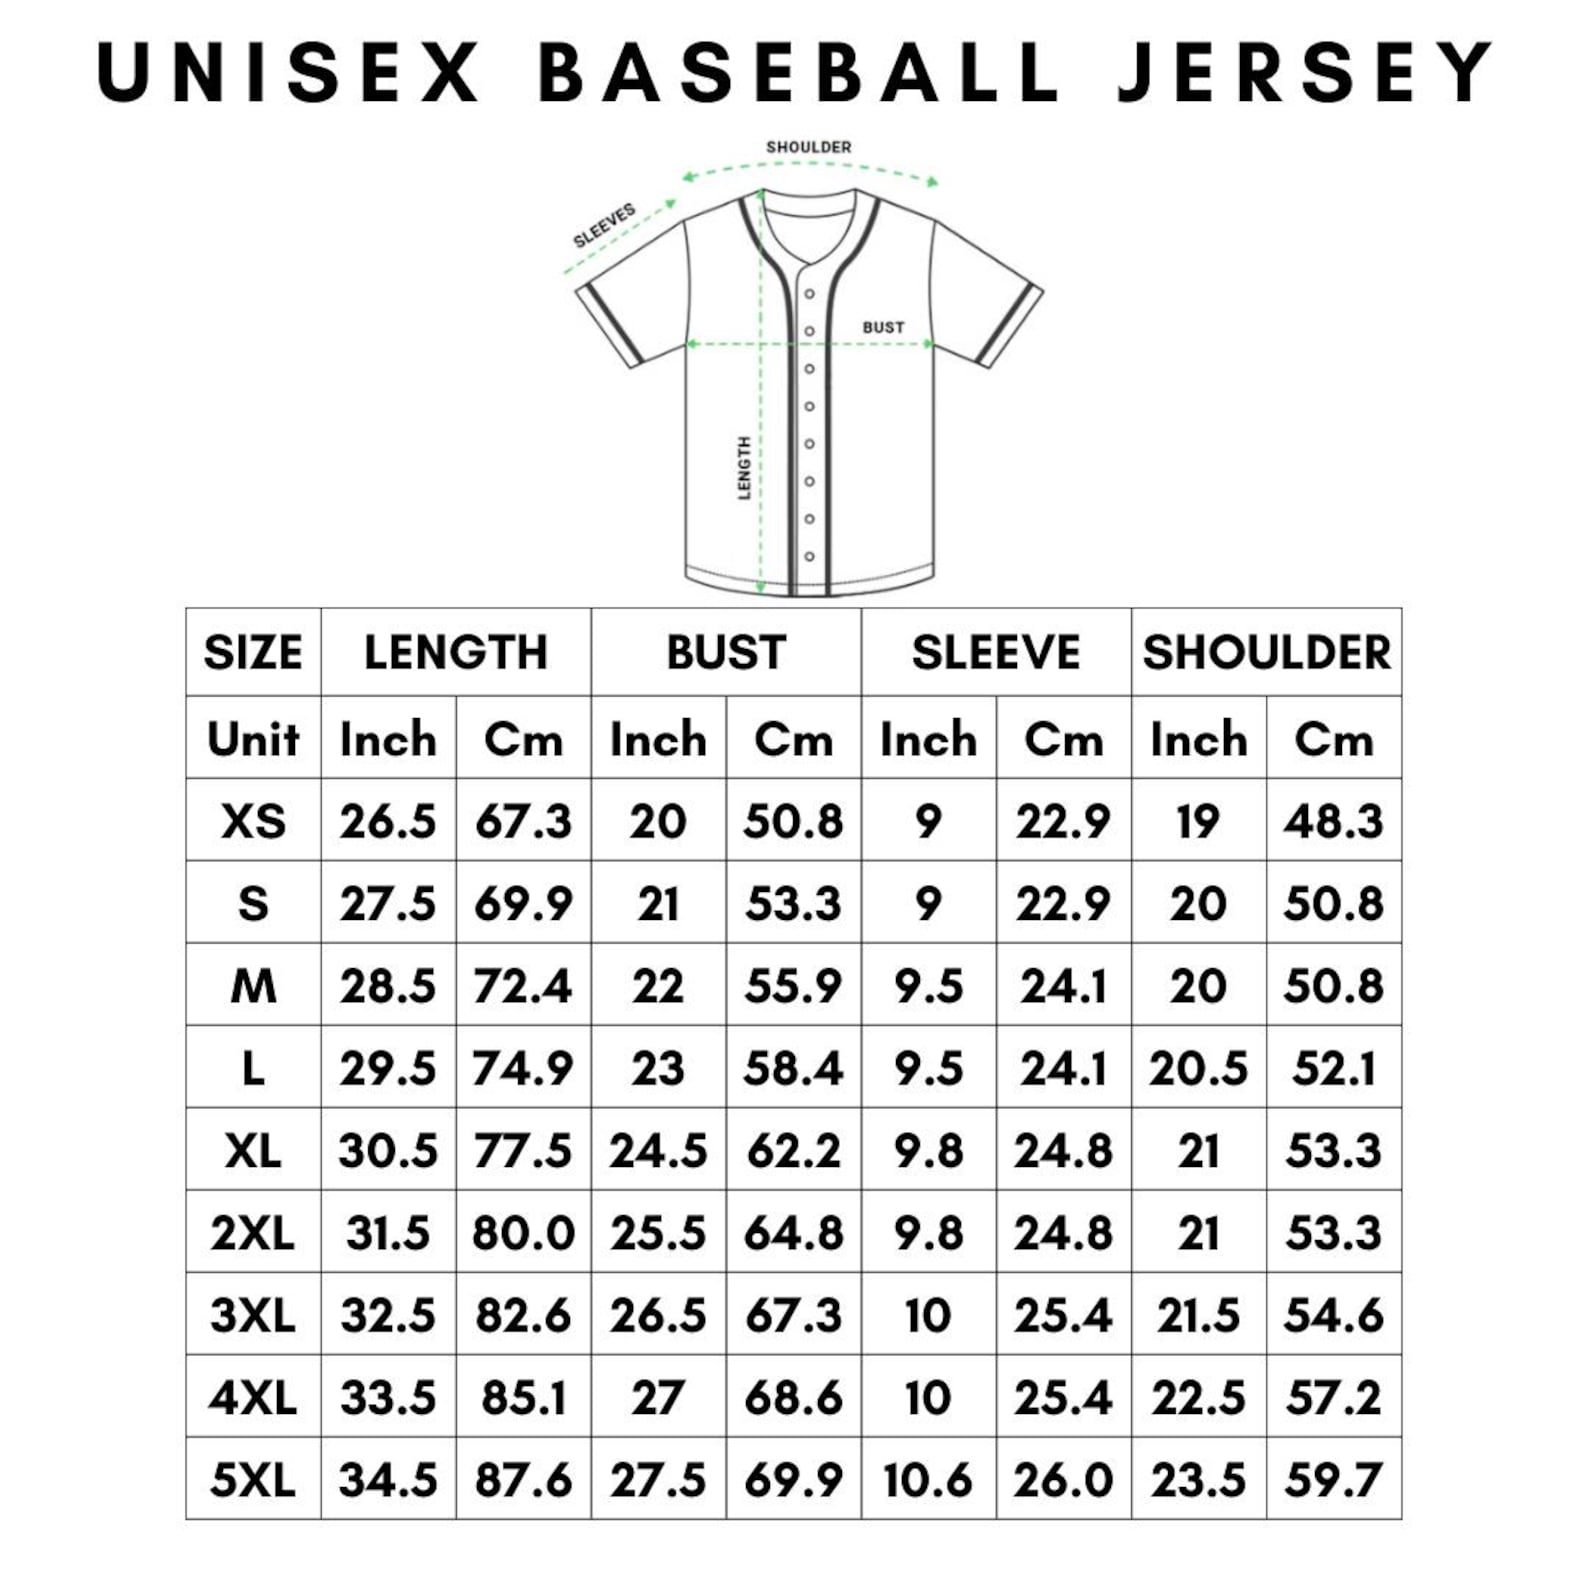 UNISEX BASEBALL JERSEY
SHOULDER
SLEEVES
BUST
LENGTH
SIZE LENGTH BUST SLEEVE SHOULDER
Unit Inch Cm Inch Cm Inch Cm Inch Cm
XS 26.5 67.3 20 50.8 9 22.9 19 48.3
S 27.5 69.9 21 53.3 9 22.9 20 50.8
M 28.5 72.4 22 55.9 9.5 24.1 20 50.8
L 29.5 74.9 23 58.4 9.5 24.1 20.5 52.1
XL 30.5 77.5 24.5 62.2 9.8 24.8 21 53.3
2XL 31.5 80.0 25.5 64.8 9.8 24.8 21 53.3
3XL 32.5 82.6 26.5 67.3 10 25.4 21.5 54.6
4XL 33.5 85.1 27 68.6 10 25.4 22.5 57.2
5XL 34.5 87.6 27.5 69.9 10.6 26.0 23.5 59.7